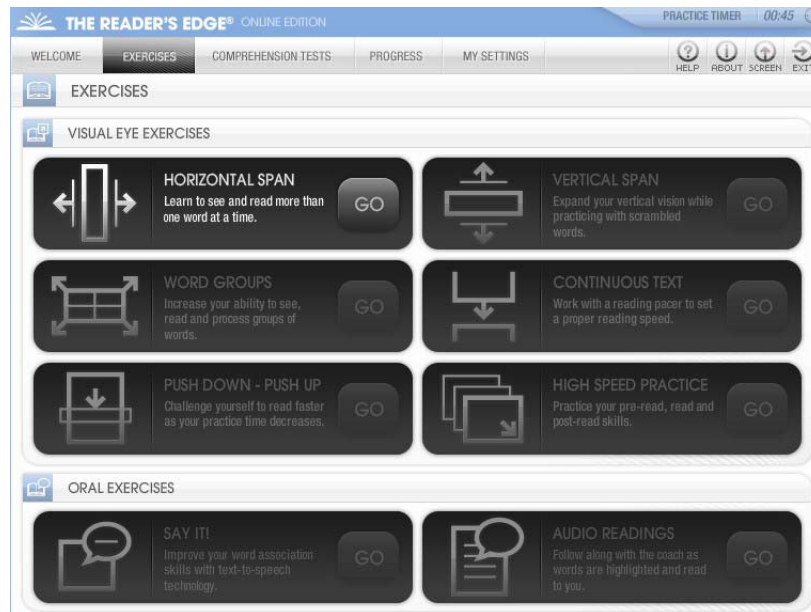 THE READER'S EDGE® ONLINE EDITION
PRACTICE TIMER 00:45
WELCOME EXERCISES COMPREHENSION TESTS PROGRESS MY SETTINGS
HELP ABOUT SCREEN EXIT
EXERCISES
VISUAL EYE EXERCISES
HORIZONTAL SPAN
Learn to see and read more than
one word at a time.
GO
VERTICAL SPAN
Expand your vertical vision while
practicing with scrambled
words.
GO
WORD GROUPS
Increase your ability to see,
read and process groups of
words.
GO
CONTINUOUS TEXT
Work with a reading pacer to set
a proper reading speed.
GO
PUSH DOWN - PUSH UP
Challenge yourself to read faster
as your practice time decreases.
GO
HIGH SPEED PRACTICE
Practice your pre-read, read and
post-read skills.
GO
ORAL EXERCISES
SAY IT!
Improve your word association
skills with text-to-speech
technology.
GO
AUDIO READINGS
Follow along with the coach as
words are highlighted and read
to you.
GO